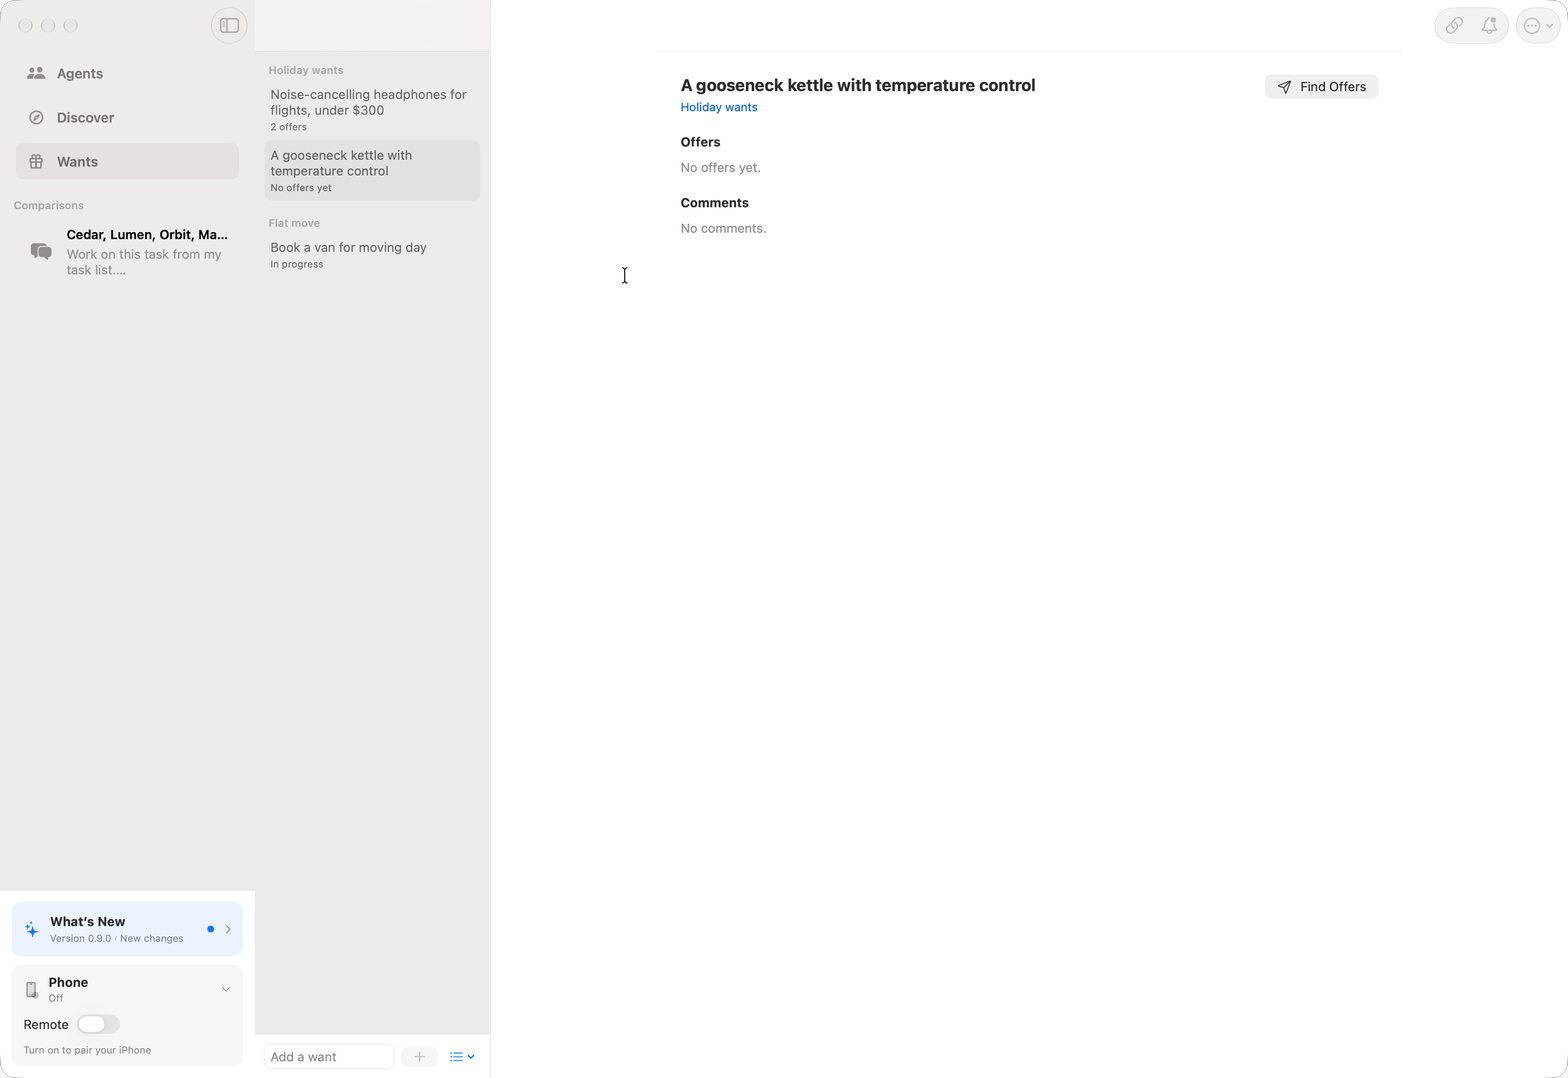 Agents
Discover
Wants
Comparisons
Cedar, Lumen, Orbit, Ma...
Work on this task from my
task list....
What's New
Version 0.9.0 · New changes
Phone
Off
Remote
Turn on to pair your iPhone
Holiday wants
Noise-cancelling headphones for
flights, under $300
2 offers
A gooseneck kettle with
temperature control
No offers yet
Flat move
Book a van for moving day
In progress
Add a want
A gooseneck kettle with temperature control
Find Offers
Holiday wants
Offers
No offers yet.
Comments
No comments.